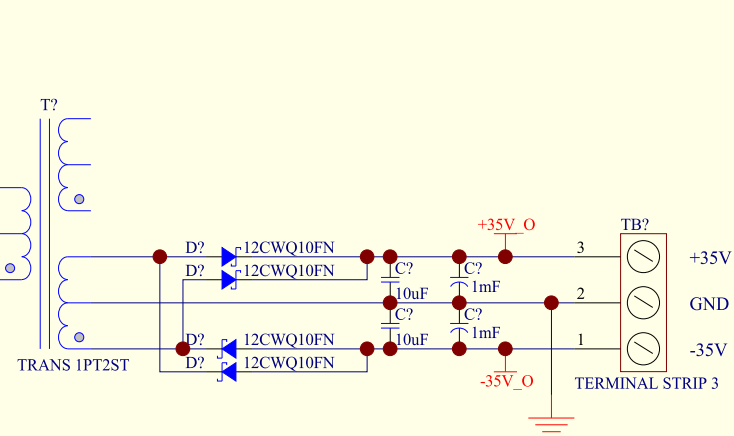 T?
+35V_O
TB?
D? 12CWQ10FN
3
+35V
D? 12CWQ10FN
C?
C?
10uF
1mF
2
GND
C?
C?
D? 12CWQ10FN
10uF
1mF
1
-35V
D? 12CWQ10FN
TRANS 1PT2ST
-35V_O
TERMINAL STRIP 3